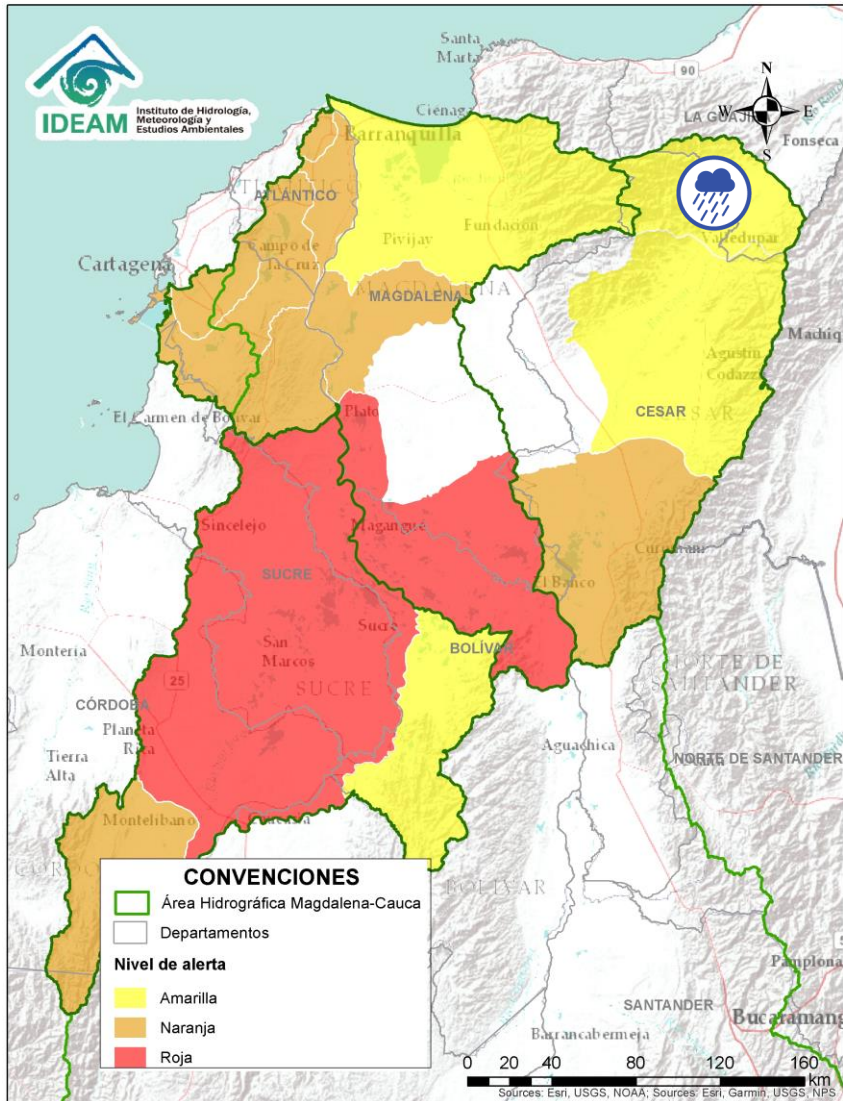 IDEAM
Instituto de Hidrología,
Meteorología y
Estudios Ambientales
Santa
Marta
90
N
W
E
S
LA GUAJI
Fonseca
Ciénaga
Barranquilla
ATLÁNTICO
Pivijay
Fundación
Valledupar
Cartagena
Campo de
la Cruz
MAGDALENA
Machiq
Agustín
Codazzi
El Carmen de Bolívar
Plato
CESAR
Sincelejo
Magangue
SUCRE
Curumaní
El Banco
Sucre
San
Marcos
BOLÍVAR
Montería
25
SUCRE
NORTE DE
SANTANDER
CÓRDOBA
Planeta
Rica
Tierra
Alta
Aguachica
NORTE DE SANTANDER
Montelíbano
Caucasia
BOLÍVAR
CONVENCIONES
Área Hidrográfica Magdalena-Cauca
Departamentos
Nivel de alerta
Amarilla
Naranja
Roja
Pamplona
SANTANDER
Bucaramang
Barrancabermeja
0 20 40 80 120 160
km
Sources: Esri, USGS, NOAA; Sources: Esri, Garmin, USGS, NPS